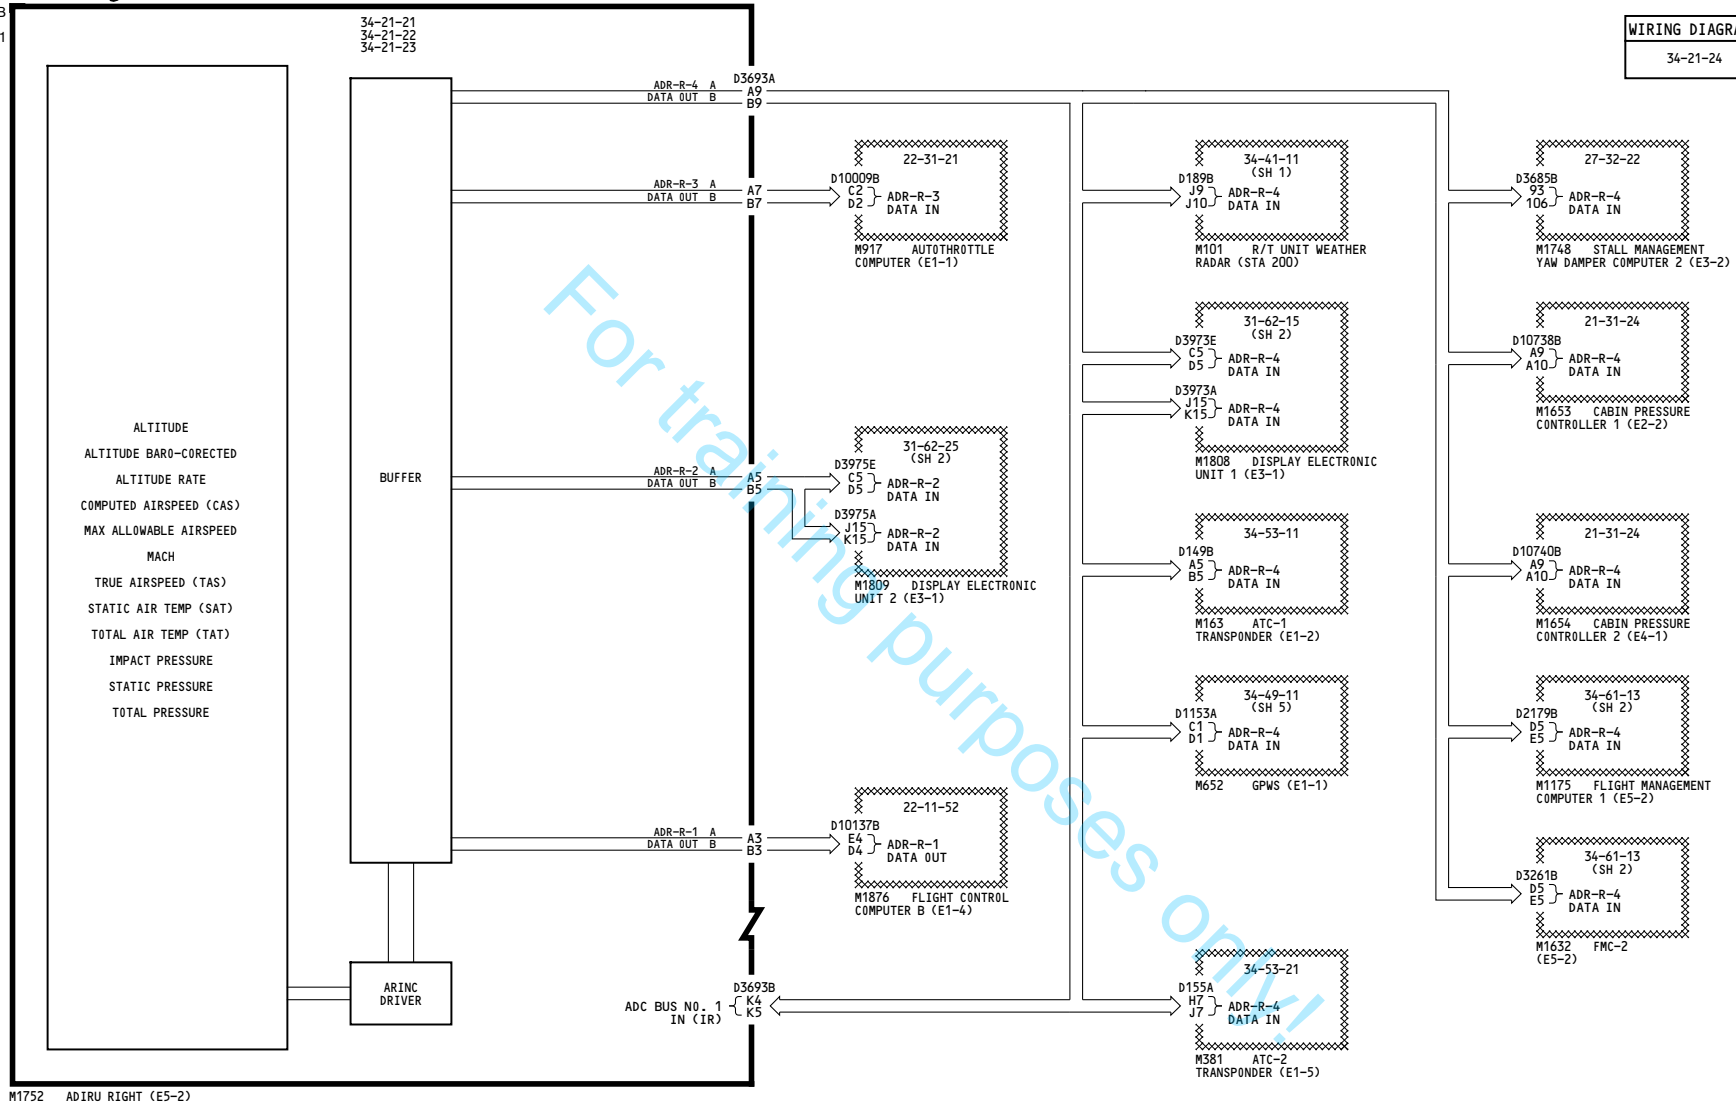 B
1
34-21-21
34-21-22
34-21-23
WIRING DIAGRA
34-21-24
ALTITUDE
ALTITUDE BARO-CORECTED
ALTITUDE RATE
COMPUTED AIRSPEED (CAS)
MAX ALLOWABLE AIRSPEED
MACH
TRUE AIRSPEED (TAS)
STATIC AIR TEMP (SAT)
TOTAL AIR TEMP (TAT)
IMPACT PRESSURE
STATIC PRESSURE
TOTAL PRESSURE
BUFFER
ARINC
DRIVER
D3693A
ADR-R-4 A A9
DATA OUT B B9
ADR-R-3 A A7
DATA OUT B B7
ADR-R-2 A A5
DATA OUT B B5
ADR-R-1 A A3
DATA OUT B B3
D3693B
ADC BUS NO. 1 K4
IN (IR) K5
M1752 ADIRU RIGHT (E5-2)
22-31-21
D10009B
C2 ADR-R-3
D2 DATA IN
M917 AUTOTHROTTLE
COMPUTER (E1-1)
31-62-25
(SH 2)
D3975E
C5 ADR-R-2
D5 DATA IN
D3975A
J15 ADR-R-2
K15 DATA IN
M1809 DISPLAY ELECTRONIC
UNIT 2 (E3-1)
22-11-52
D10137B
E4 ADR-R-1
D4 DATA OUT
M1876 FLIGHT CONTROL
COMPUTER B (E1-4)
34-41-11
(SH 1)
D189B
J9 ADR-R-4
J10 DATA IN
M101 R/T UNIT WEATHER
RADAR (STA 200)
31-62-15
(SH 2)
D3973E
C5 ADR-R-4
D5 DATA IN
D3973A
J15 ADR-R-4
K15 DATA IN
M1808 DISPLAY ELECTRONIC
UNIT 1 (E3-1)
34-53-11
D149B
A5 ADR-R-4
B5 DATA IN
M163 ATC-1
TRANSPONDER (E1-2)
34-49-11
(SH 5)
D1153A
C1 ADR-R-4
D1 DATA IN
M652 GPWS (E1-1)
34-53-21
D155A
H7 ADR-R-4
J7 DATA IN
M381 ATC-2
TRANSPONDER (E1-5)
27-32-22
D3685B
93 ADR-R-4
106 DATA IN
M1748 STALL MANAGEMENT
YAW DAMPER COMPUTER 2 (E3-2)
21-31-24
D10738B
A9 ADR-R-4
A10 DATA IN
M1653 CABIN PRESSURE
CONTROLLER 1 (E2-2)
21-31-24
D10740B
A9 ADR-R-4
A10 DATA IN
M1654 CABIN PRESSURE
CONTROLLER 2 (E4-1)
34-61-13
(SH 2)
D2179B
D5 ADR-R-4
E5 DATA IN
M1175 FLIGHT MANAGEMENT
COMPUTER 1 (E5-2)
34-61-13
(SH 2)
D3261B
D5 ADR-R-4
E5 DATA IN
M1632 FMC-2
(E5-2)
For training purposes only!